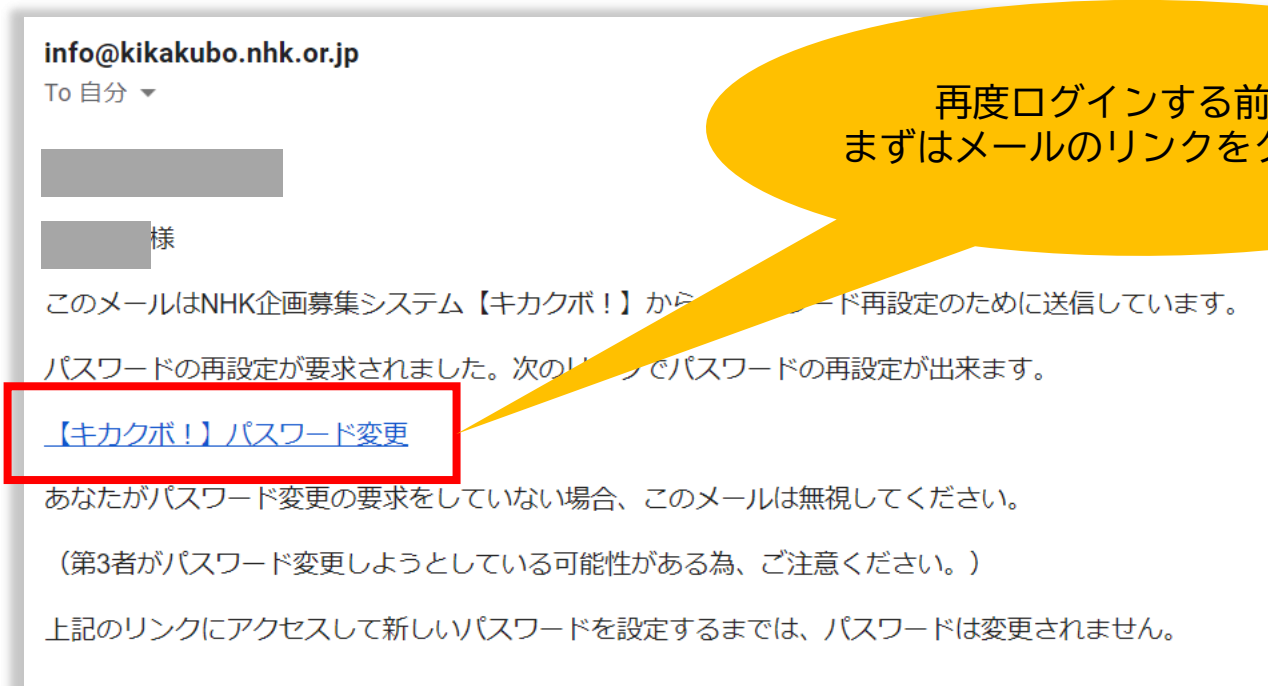 info@kikakubo.nhk.or.jp
To 自分
再度ログインする前
まずはメールのリンクを
様
このメールはNHK企画募集システム【キカクボ！】から ード再設定のために送信しています。
パスワードの再設定が要求されました。次の でパスワードの再設定が出来ます。
【キカクボ！】パスワード変更
あなたがパスワード変更の要求をしていない場合、このメールは無視してください。
（第3者がパスワード変更しようとしている可能性がある為、ご注意ください。）
上記のリンクにアクセスして新しいパスワードを設定するまでは、パスワードは変更されません。